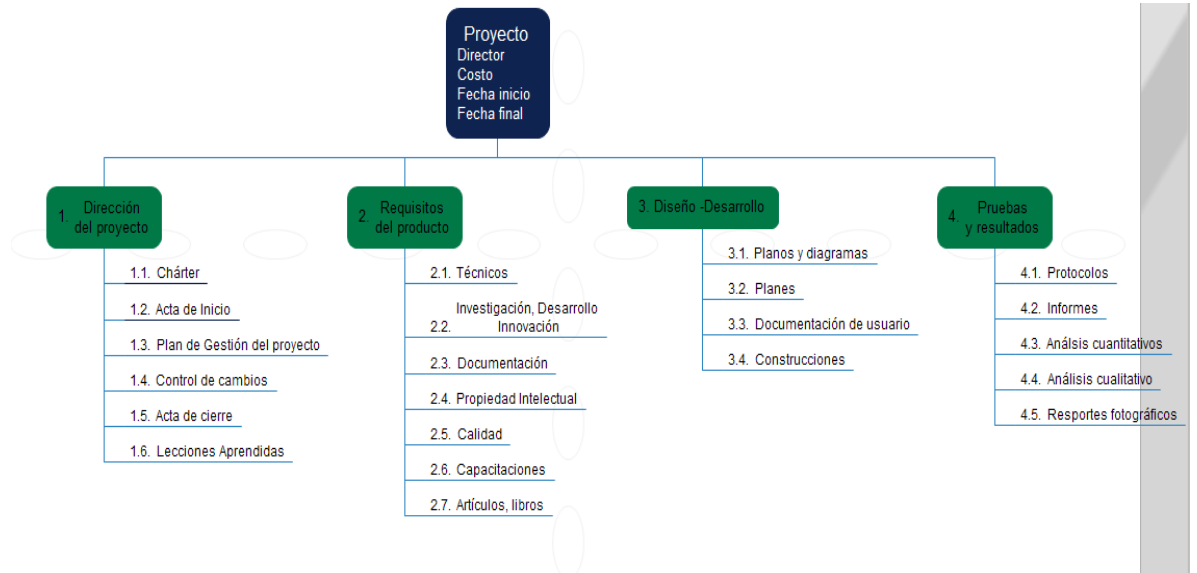 Proyecto
Director
Costo
Fecha inicio
Fecha final
1. Dirección
del proyecto
1.1. Chárter
1.2. Acta de Inicio
1.3. Plan de Gestión del proyecto
1.4. Control de cambios
1.5. Acta de cierre
1.6. Lecciones Aprendidas
2. Requisitos
del producto
2.1. Técnicos
Investigación, Desarrollo
2.2. Innovación
2.3. Documentación
2.4. Propiedad Intelectual
2.5. Calidad
2.6. Capacitaciones
2.7. Artículos, libros
3. Diseño -Desarrollo
3.1. Planos y diagramas
3.2. Planes
3.3. Documentación de usuario
3.4. Construcciones
4. Pruebas
y resultados
4.1. Protocolos
4.2. Informes
4.3. Análsis cuantitativos
4.4. Análisis cualitativo
4.5. Resportes fotográficos